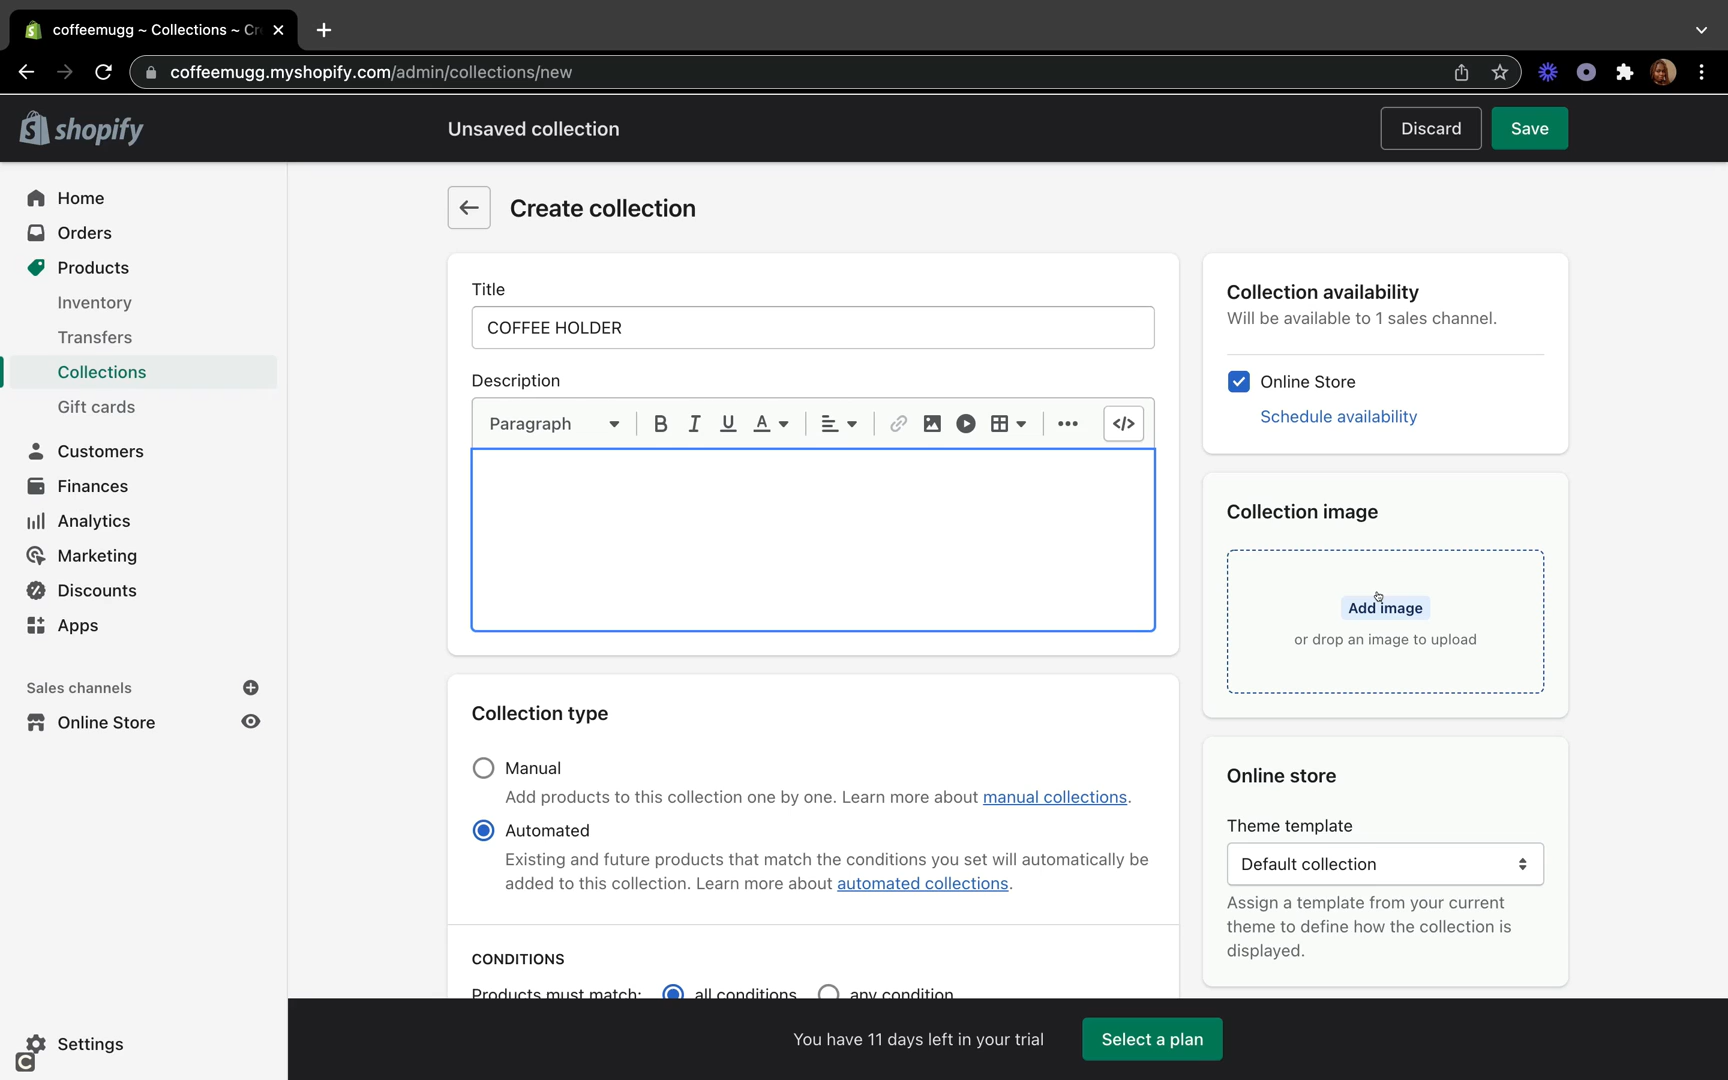 coffeemugg ~ Collections ~ Cr
coffeemugg.myshopify.com/admin/collections/new
shopify
Unsaved collection
Discard
Save
Home
Orders
Products
Inventory
Transfers
Collections
Gift cards
Customers
Finances
Analytics
Marketing
Discounts
Apps
Sales channels
Online Store
Settings
Create collection
Title
COFFEE HOLDER
Description
Paragraph
B I U A
Collection type
Manual
Add products to this collection one by one. Learn more about manual collections.
Automated
Existing and future products that match the conditions you set will automatically be
added to this collection. Learn more about automated collections.
CONDITIONS
Products must match: all conditions any condition
Collection availability
Will be available to 1 sales channel.
Online Store
Schedule availability
Collection image
Add image
or drop an image to upload
Online store
Theme template
Default collection
Assign a template from your current
theme to define how the collection is
displayed.
You have 11 days left in your trial
Select a plan